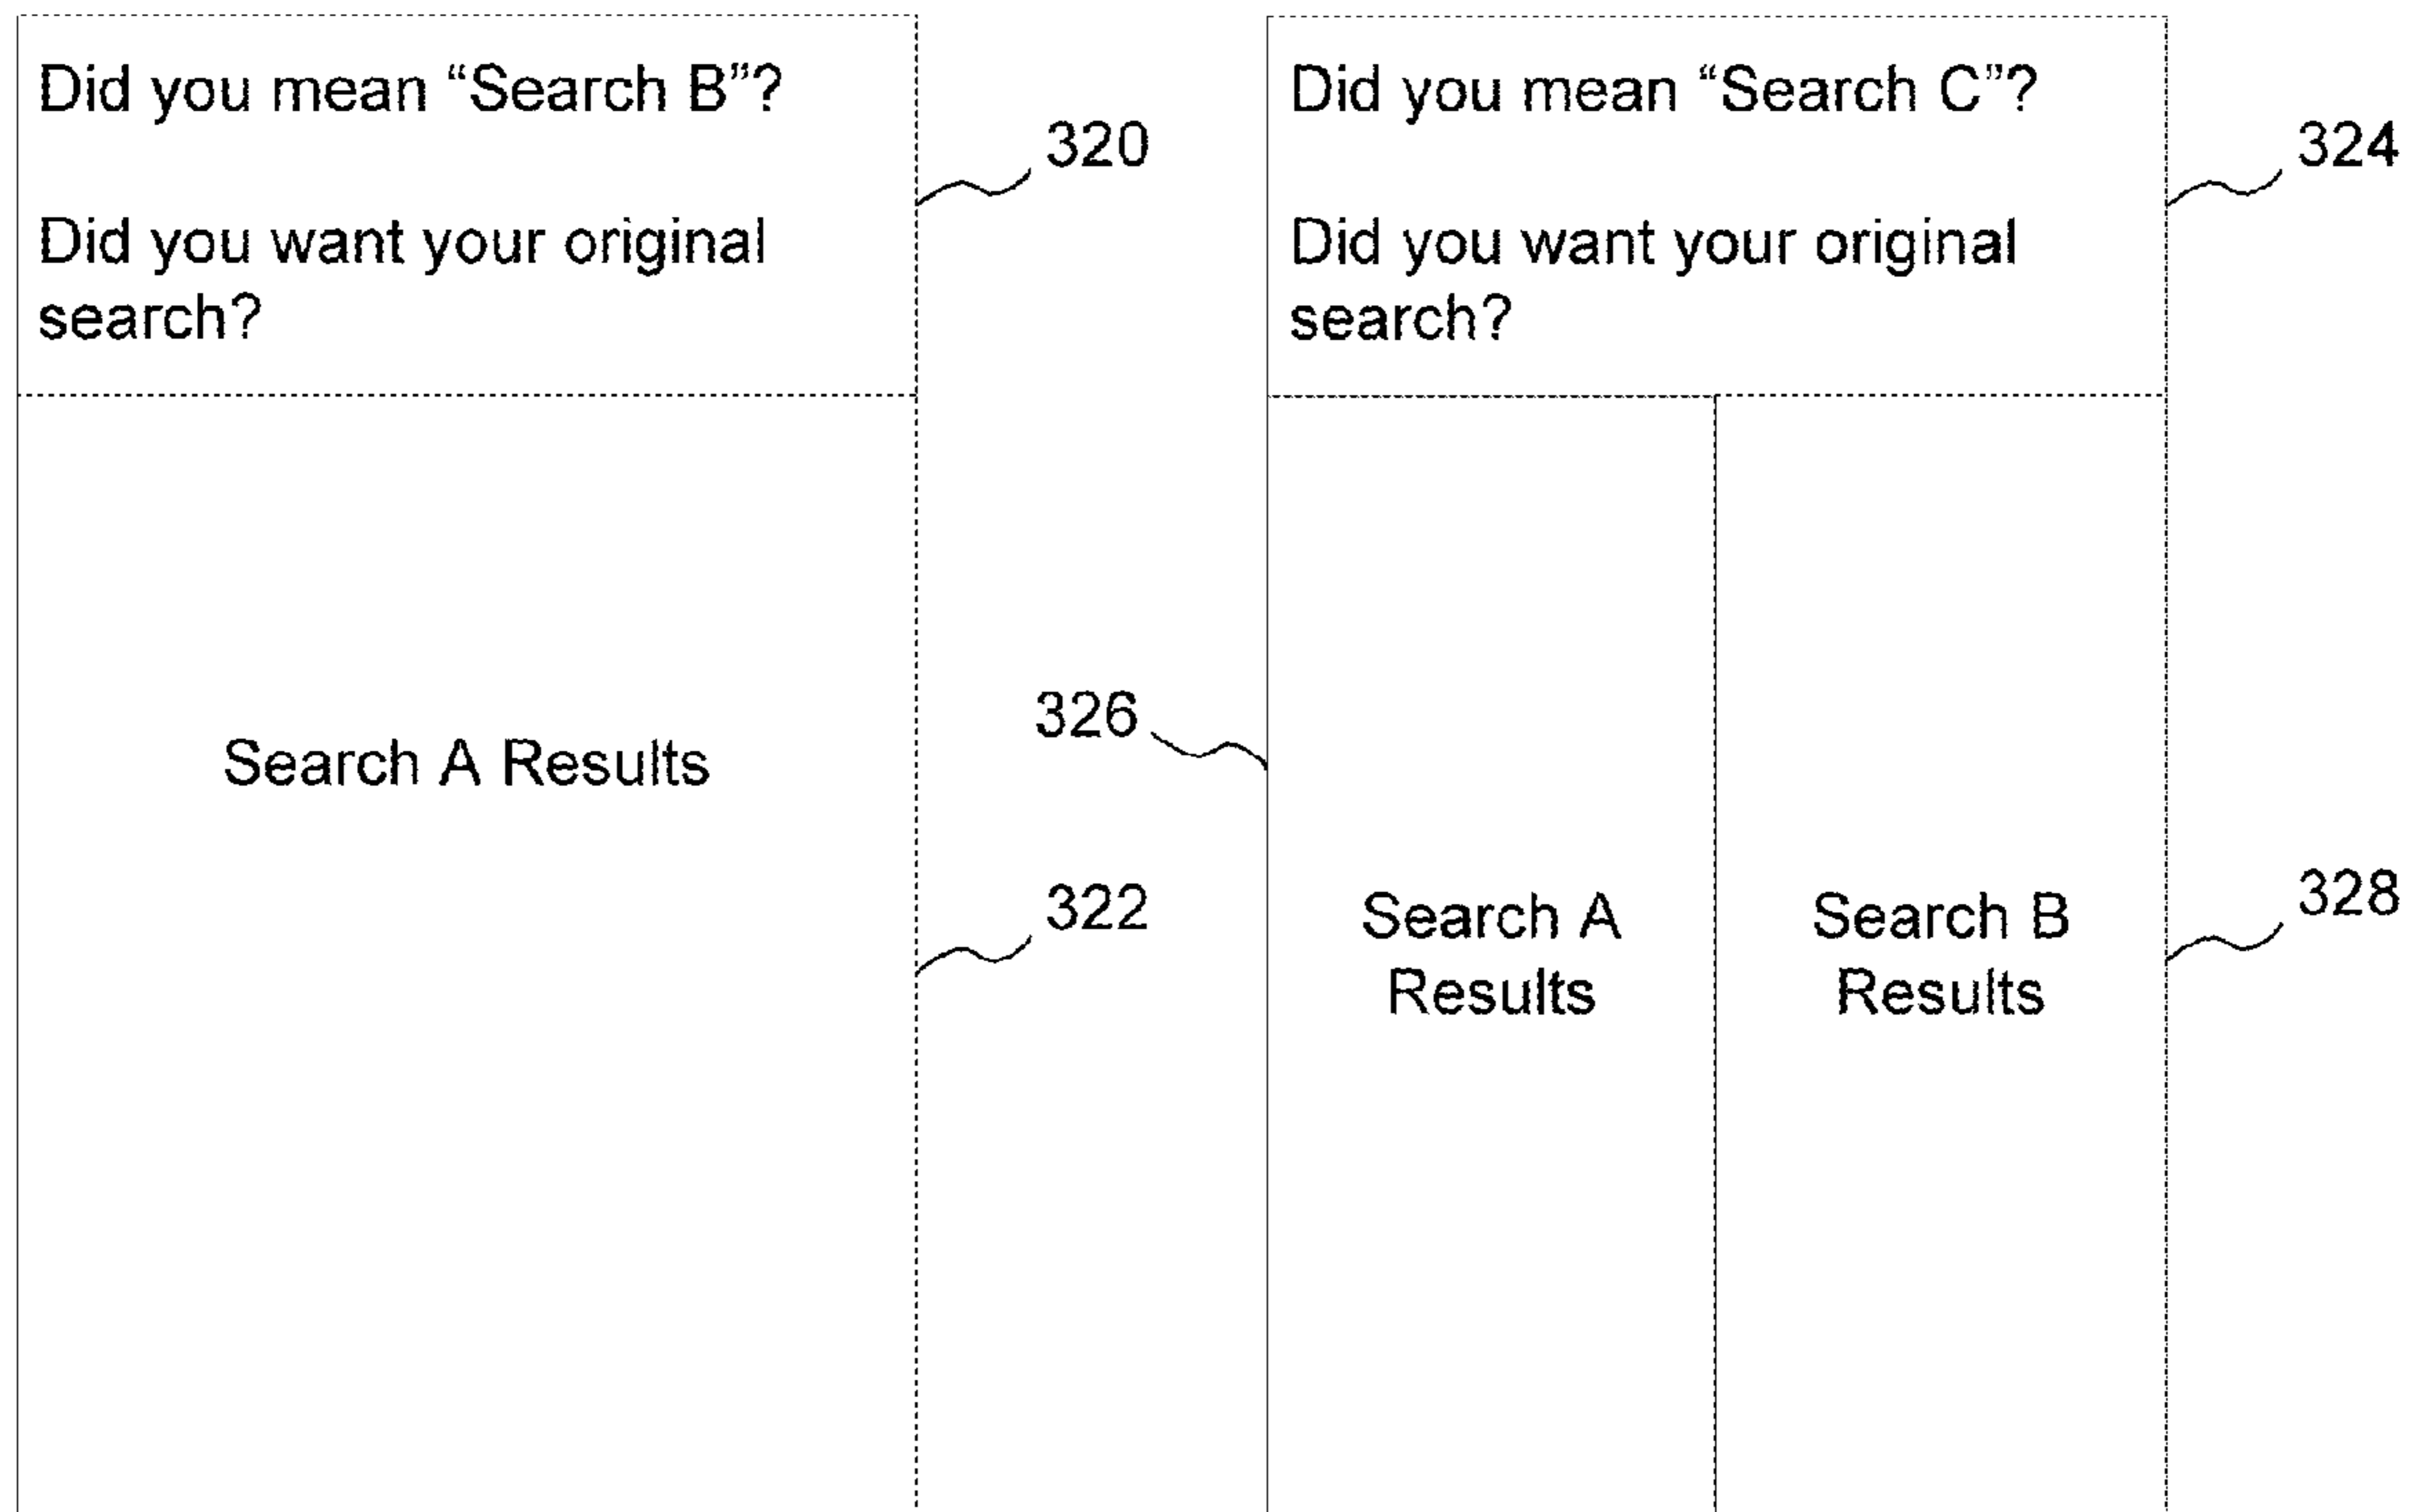 Did you mean “Search B”?
320
Did you want your original
search?
Search A Results
322
Did you mean “Search C”?
324
Did you want your original
search?
326
Search A
Results
Search B
Results
328